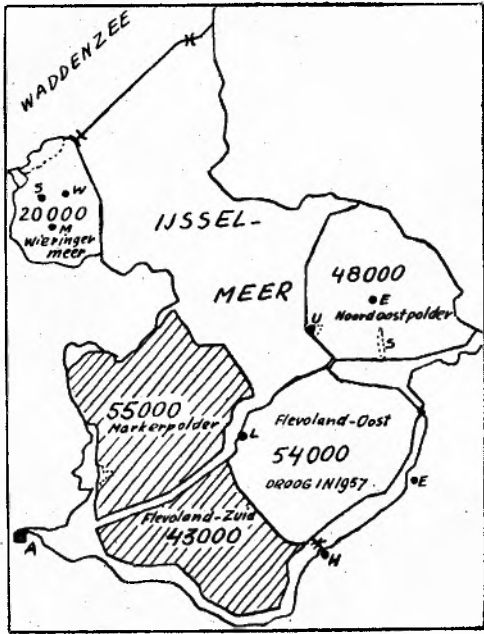 WADDENZEE
S
W
20000
M
Wieringer
meer
IJSSEL-
MEER
48000
E
Noordoostpolder
U
S
55000
Markerpolder
L
Flevoland-Oost
54000
DROOG IN 1957
E
Flevoland-Zuid
43000
A
H